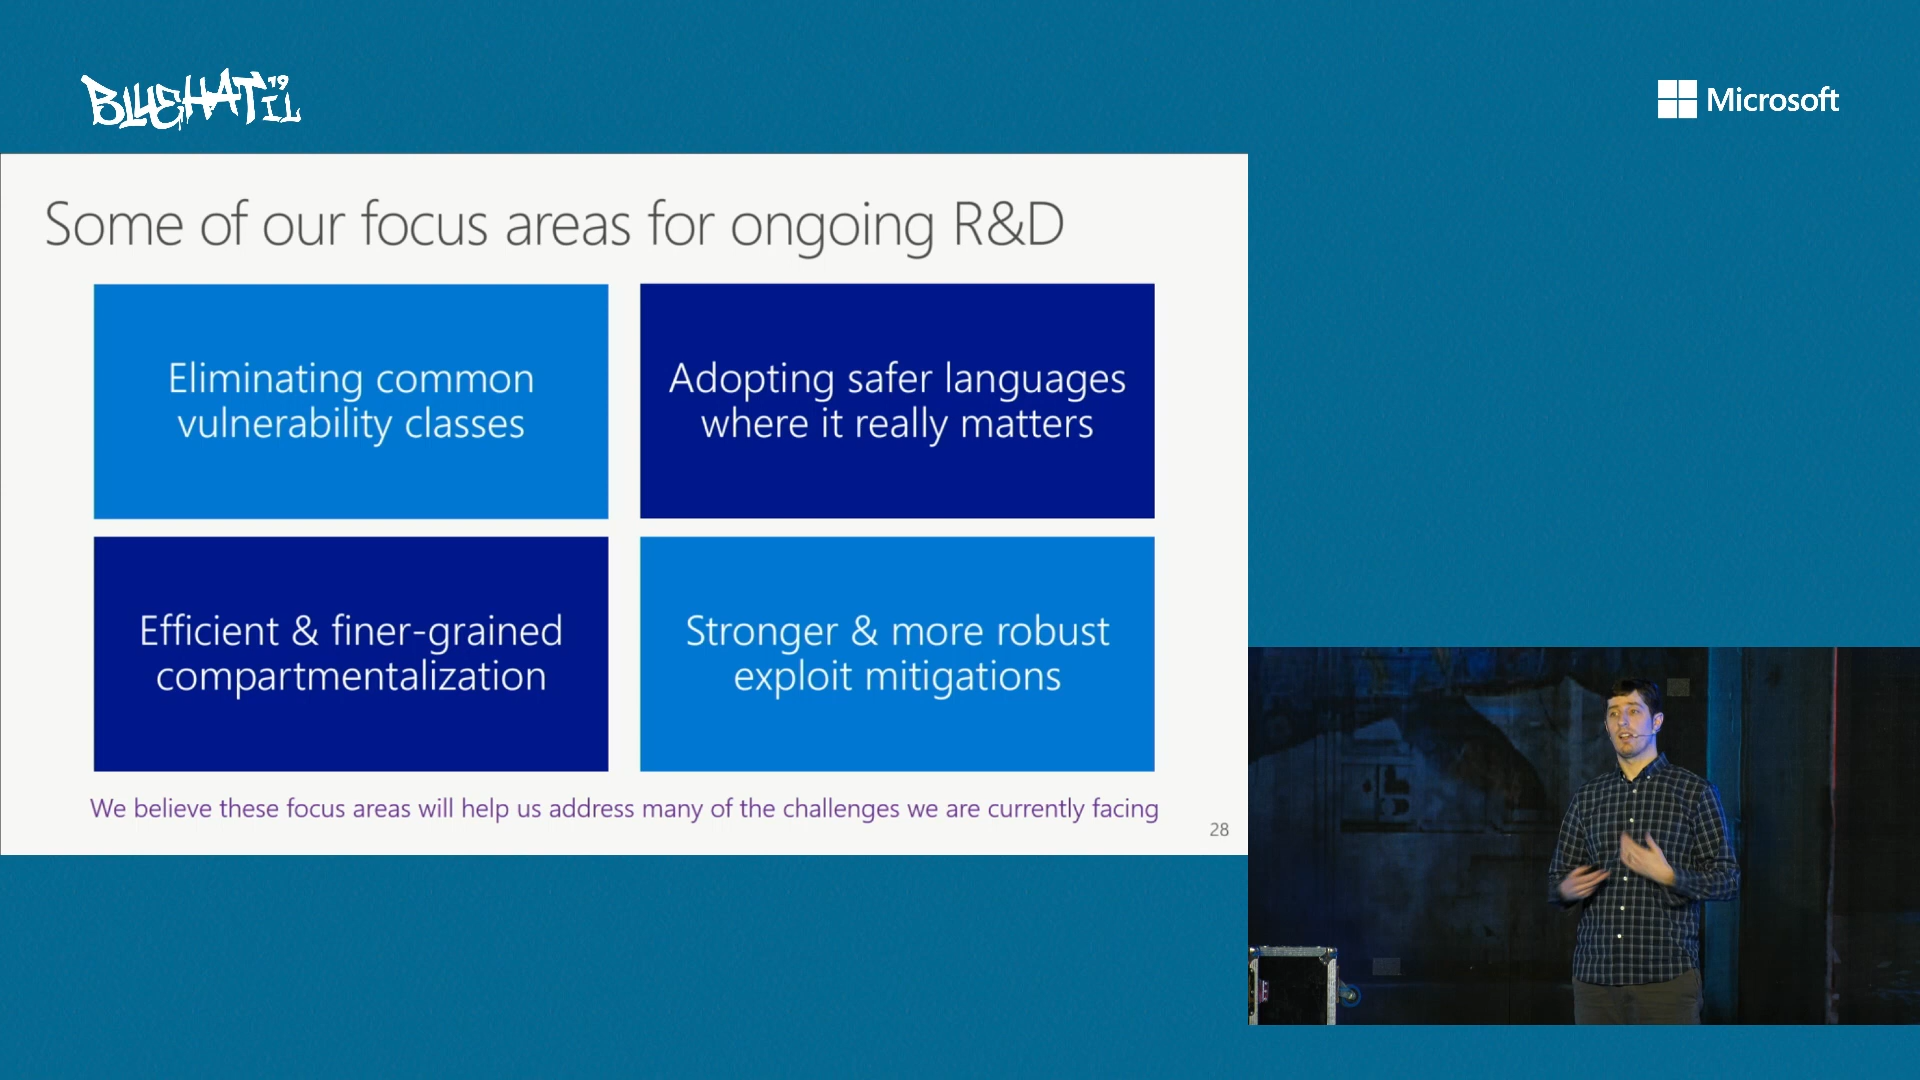 BLUEHAT IL 19
Microsoft
Some of our focus areas for ongoing R&D
Eliminating common
vulnerability classes
Adopting safer languages
where it really matters
Efficient & finer-grained
compartmentalization
Stronger & more robust
exploit mitigations
We believe these focus areas will help us address many of the challenges we are currently facing
28